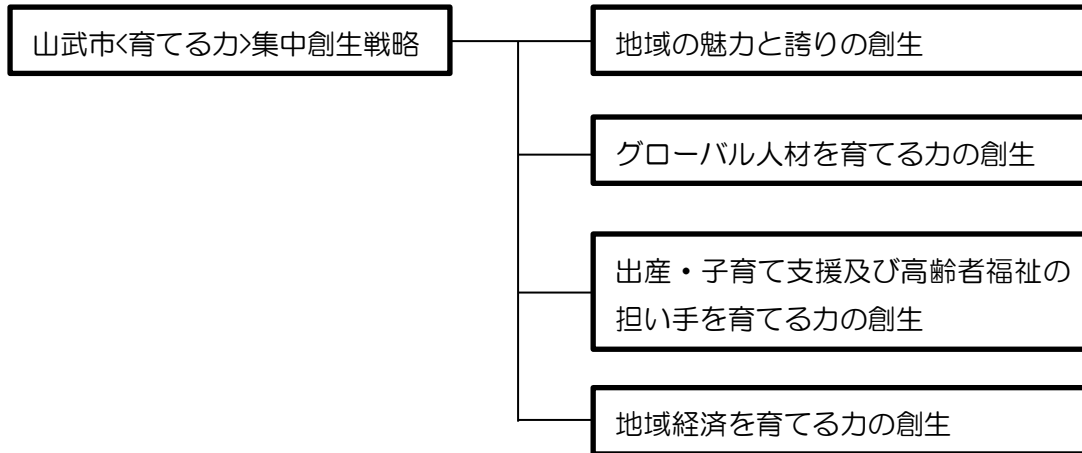 山武市<育てる力>集中創生戦略
地域の魅力と誇りの創生
グローバル人材を育てる力の創生
出産・子育て支援及び高齢者福祉の
担い手を育てる力の創生
地域経済を育てる力の創生